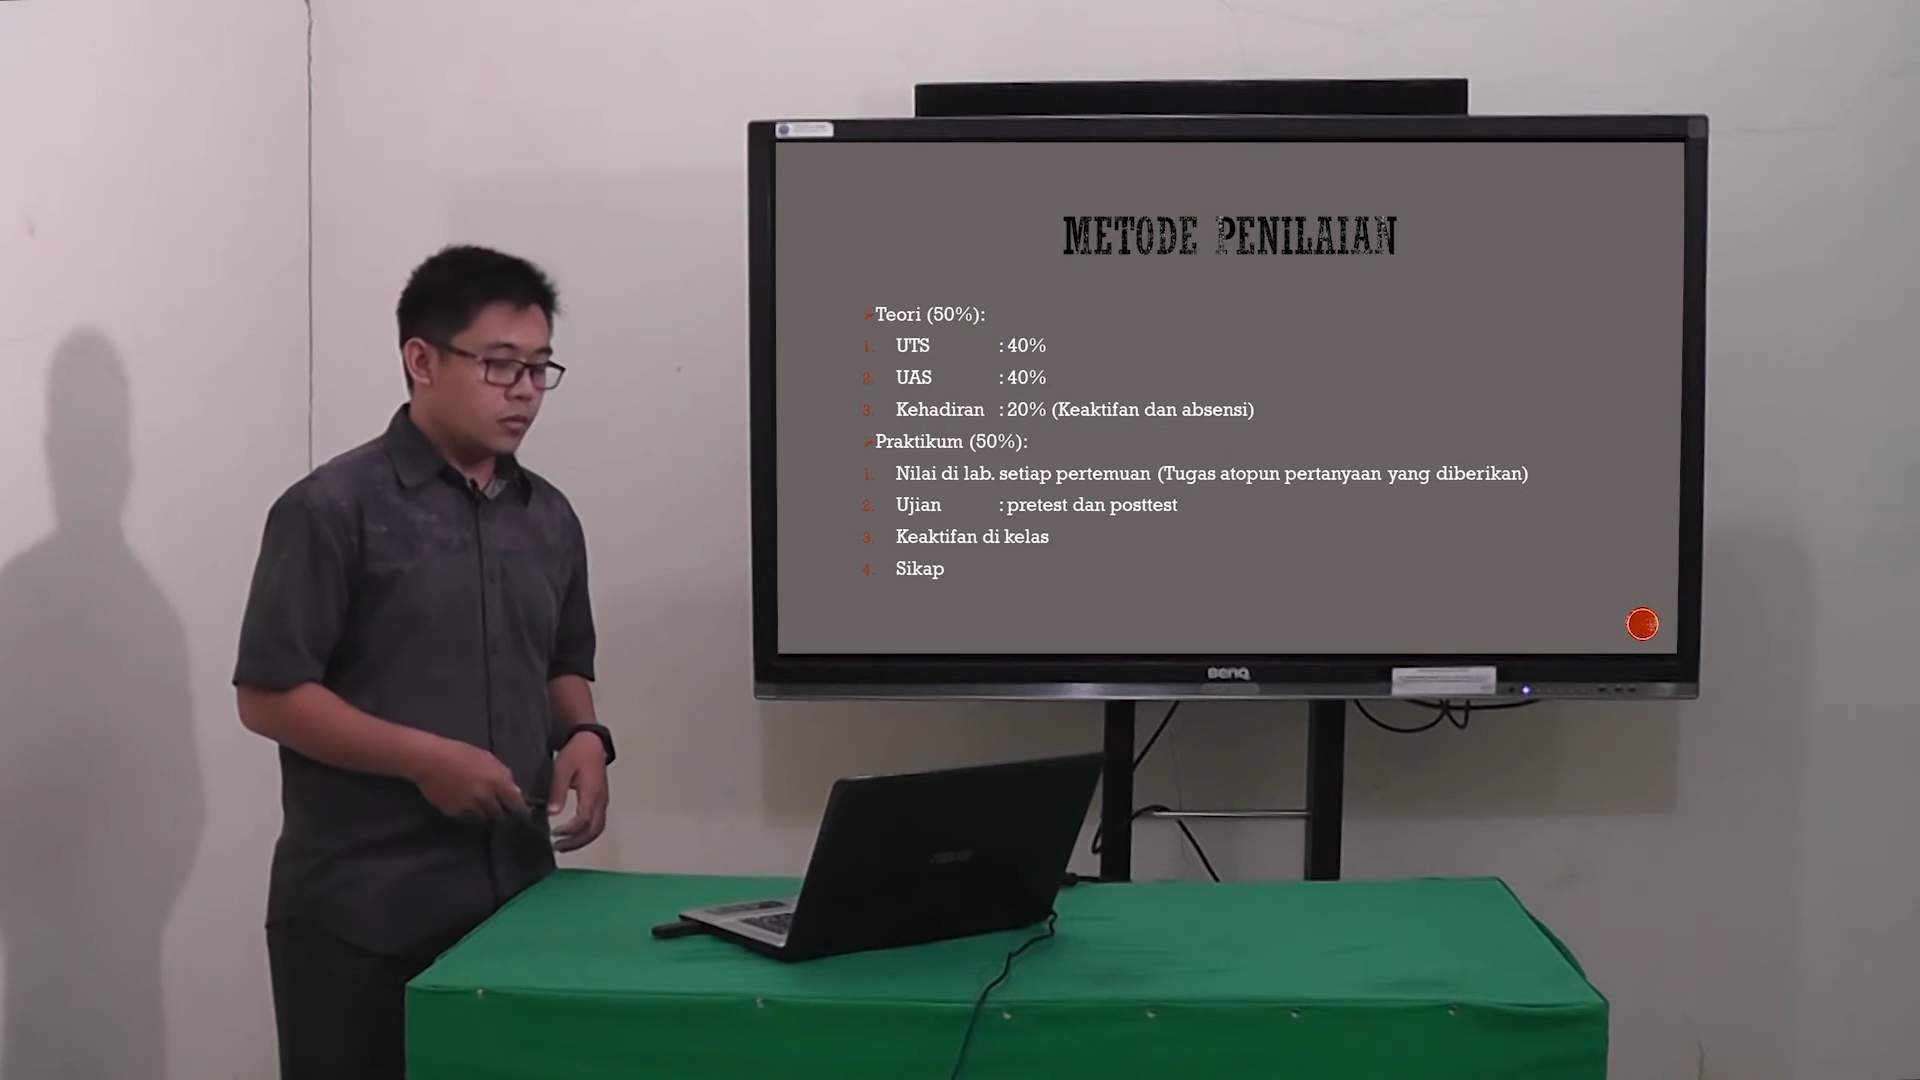 METODE PENILAIAN
Teori (50%):
1. UTS : 40%
2. UAS : 40%
3. Kehadiran : 20% (Keaktifan dan absensi)
Praktikum (50%):
1. Nilai di lab. setiap pertemuan (Tugas atopun pertanyaan yang diberikan)
2. Ujian : pretest dan posttest
3. Keaktifan di kelas
4. Sikap
BenQ
ASUS